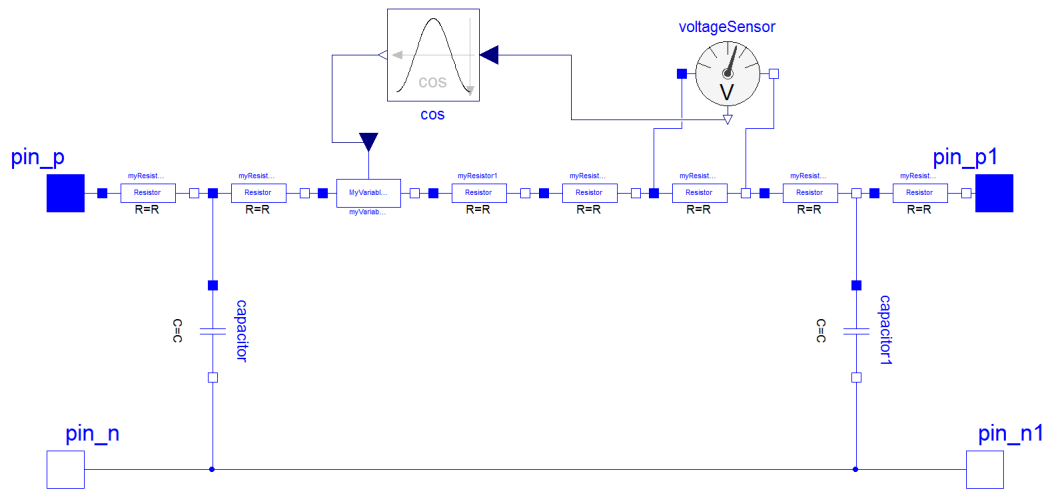 voltageSensor
cos
V
cos
pin_p
pin_p1
myResist...
myResist...
myResistor1
myResist...
myResist...
myResist...
myResist...
Resistor
Resistor
MyVariabl...
Resistor
Resistor
Resistor
Resistor
Resistor
R=R
R=R
myVariab...
R=R
R=R
R=R
R=R
R=R
C=C
capacitor
C=C
capacitor1
pin_n
pin_n1